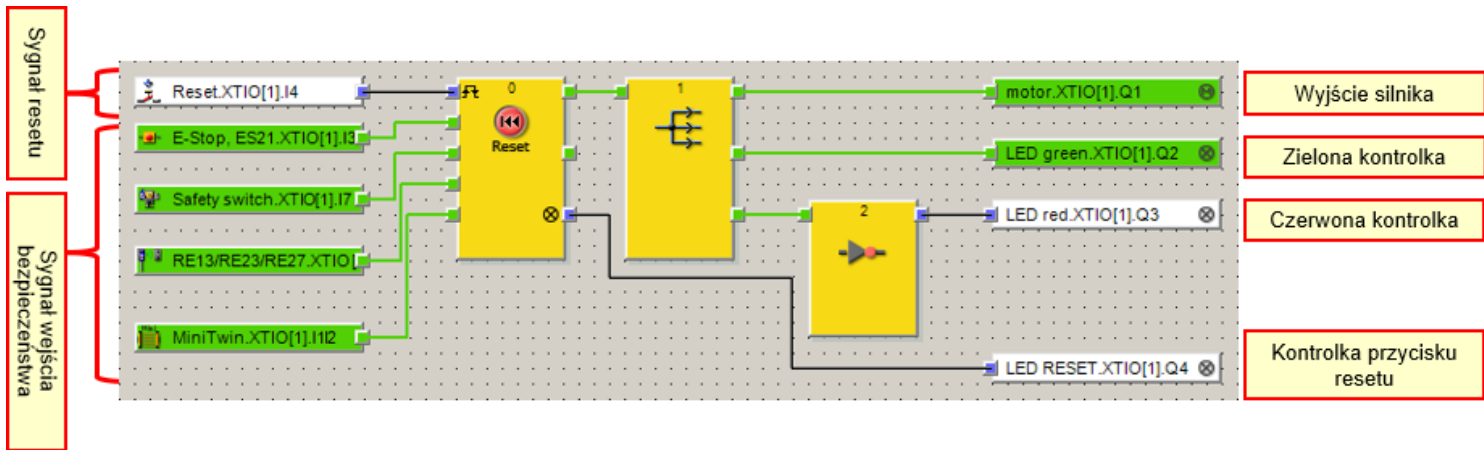 Sygnał resetu
Sygnał wejścia
bezpieczeństwa
Reset.XTIO[1].I4
E-Stop, ES21.XTIO[1].I3
Safety switch.XTIO[1].I7
RE13/RE23/RE27.XTIO[
MiniTwin.XTIO[1].I1I2
0
Reset
1
2
motor.XTIO[1].Q1
LED green.XTIO[1].Q2
LED red.XTIO[1].Q3
LED RESET.XTIO[1].Q4
Wyjście silnika
Zielona kontrolka
Czerwona kontrolka
Kontrolka przycisku
resetu